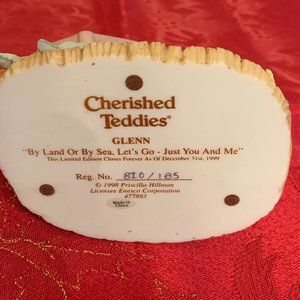 Cherished
Teddies®
GLENN
"By Land Or By Sea, Let's Go - Just You And Me"
This Limited Edition Closes Forever As Of December 31st, 1999
Reg. No. 8I0/185
© 1998 Priscilla Hillman
Licensee Enesco Corporation
477893
Made in
China